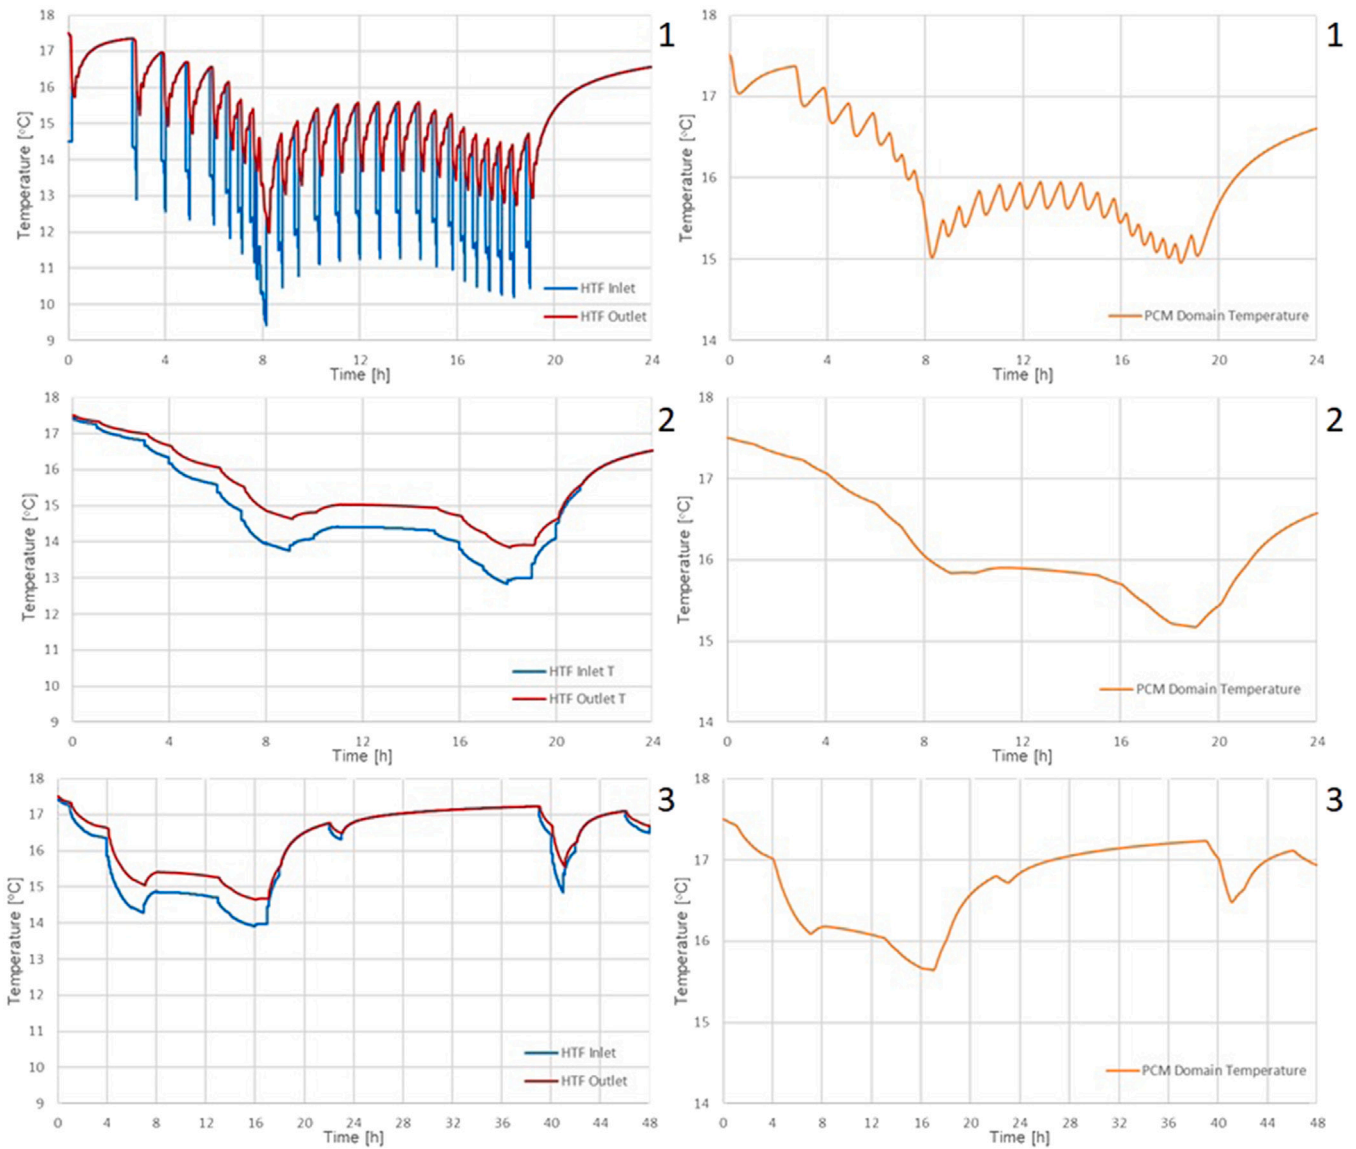 18 17 16 15 14 13 12 11 10 9
Temperature [°C]
0 4 8 12 16 20 24
Time [h]
HTF Inlet
HTF Outlet
1
18 17 16 15 14
Temperature [°C]
0 4 8 12 16 20 24
Time [h]
PCM Domain Temperature
1
18 17 16 15 14 13 12 11 10 9
Temperature [°C]
0 4 8 12 16 20 24
Time [h]
HTF Inlet T
HTF Outlet T
2
18 17 16 15 14
Temperature [°C]
0 4 8 12 16 20 24
Time [h]
PCM Domain Temperature
2
18 17 16 15 14 13 12 11 10 9
Temperature [°C]
0 4 8 12 16 20 24 28 32 36 40 44 48
Time [h]
HTF Inlet
HTF Outlet
3
18 17 16 15 14
Temperature [°C]
0 4 8 12 16 20 24 28 32 36 40 44 48
Time [h]
PCM Domain Temperature
3